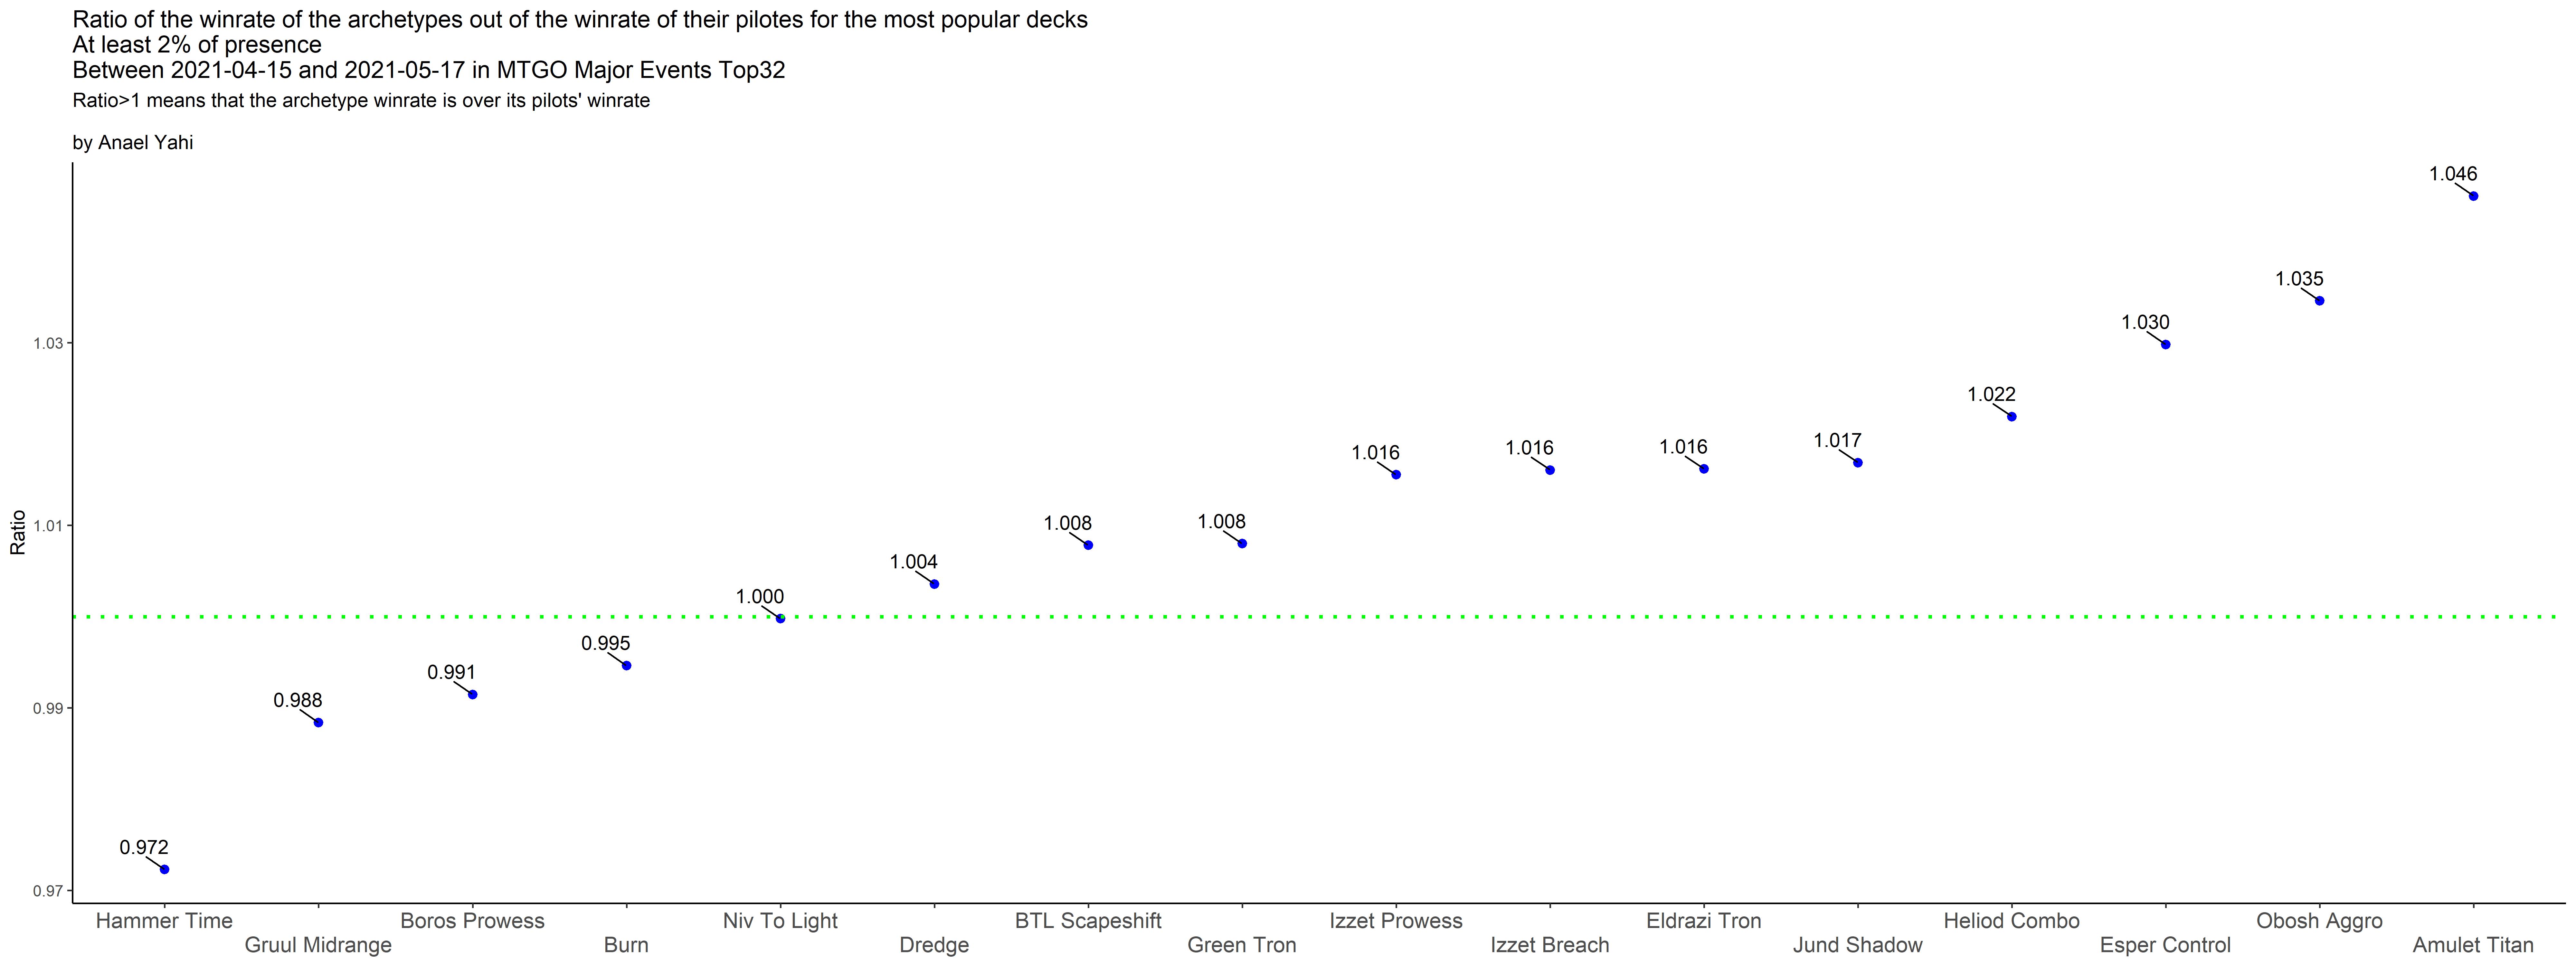 Ratio of the winrate of the archetypes out of the winrate of their pilotes for the most popular decks
At least 2% of presence
Between 2021-04-15 and 2021-05-17 in MTGO Major Events Top32
Ratio>1 means that the archetype winrate is over its pilots' winrate
by Anael Yahi
Ratio
1.03
1.01
0.99
0.97
0.972
0.988
0.991
0.995
1.000
1.004
1.008
1.008
1.016
1.016
1.016
1.017
1.022
1.030
1.035
1.046
Hammer Time
Gruul Midrange
Boros Prowess
Burn
Niv To Light
Dredge
BTL Scapeshift
Green Tron
Izzet Prowess
Izzet Breach
Eldrazi Tron
Jund Shadow
Heliod Combo
Esper Control
Obosh Aggro
Amulet Titan